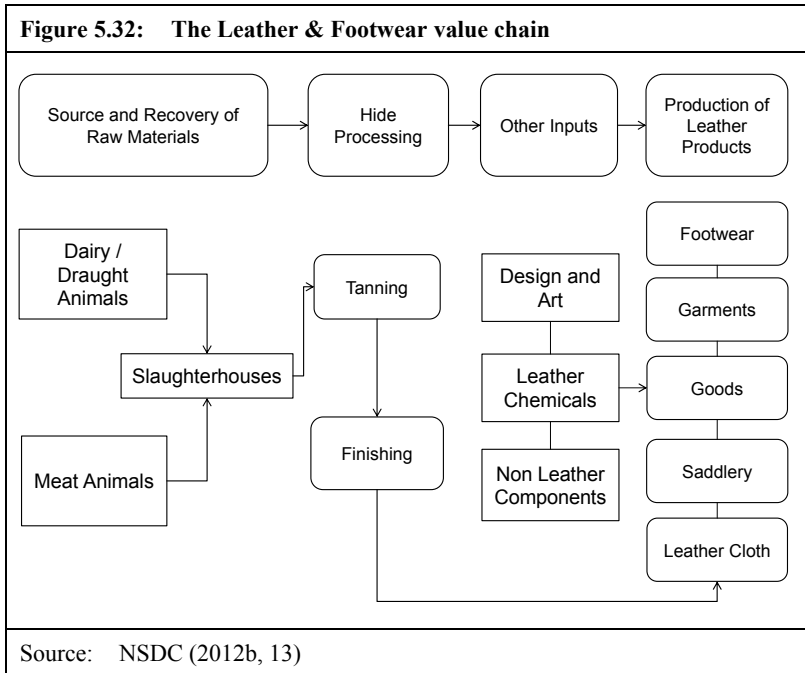 Figure 5.32: The Leather & Footwear value chain
Source and Recovery of
Raw Materials
Hide
Processing
Other Inputs
Production of
Leather
Products
Dairy /
Draught
Animals
Meat Animals
Slaughterhouses
Tanning
Finishing
Design and
Art
Leather
Chemicals
Non Leather
Components
Footwear
Garments
Goods
Saddlery
Leather Cloth
Source: NSDC (2012b, 13)